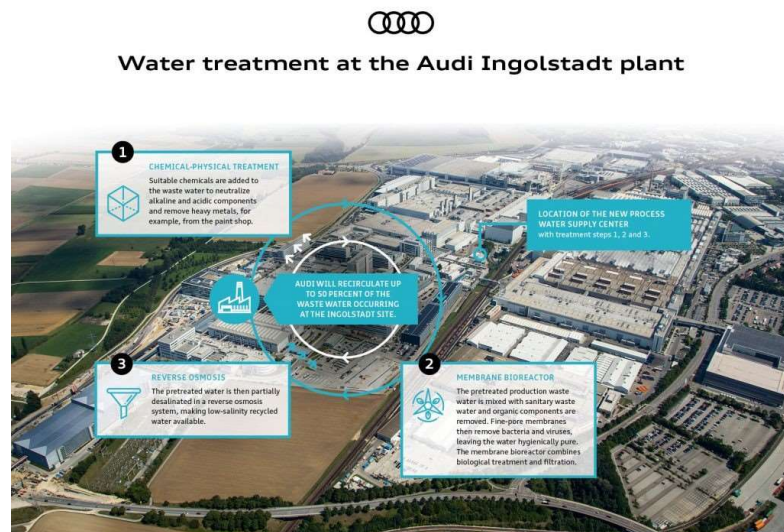 Water treatment at the Audi Ingolstadt plant
1
CHEMICAL-PHYSICAL TREATMENT
Suitable chemicals are added to
the waste water to neutralize
alkaline and acidic components
and remove heavy metals, for
example, from the paint shop.
LOCATION OF THE NEW PROCESS
WATER SUPPLY CENTER
with treatment steps 1, 2 and 3.
AUDI WILL RECIRCULATE UP
TO 50 PERCENT OF THE
WASTE WATER OCCURRING
AT THE INGOLSTADT SITE.
3
REVERSE OSMOSIS
The pretreated water is then partially
desalinated in a reverse osmosis
system, making low-salinity recycled
water available.
2
MEMBRANE BIOREACTOR
The pretreated production waste
water is mixed with sanitary waste
water and organic components are
removed. Fine-pore membranes
then remove bacteria and viruses,
leaving the water hygienically pure.
The membrane bioreactor combines
biological treatment and filtration.